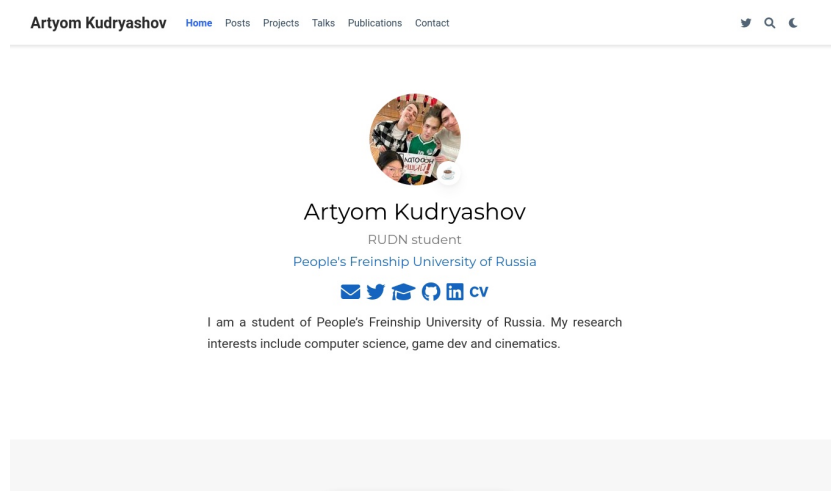 Artyom Kudryashov Home Posts Projects Talks Publications Contact
Artyom Kudryashov
RUDN student
People's Freinship University of Russia
CV
I am a student of People’s Freinship University of Russia. My research
interests include computer science, game dev and cinematics.